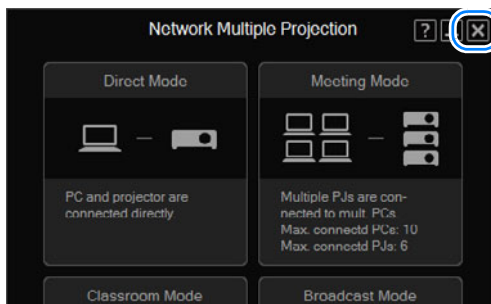 Network Multiple Projection
?
Direct Mode
Meeting Mode
PC and projector are
connected directly
Multiple PJs are con-
nected to mult. PCs
Max. connectd PCs: 10
Max. connectd PJs: 6
Classroom Mode
Broadcast Mode